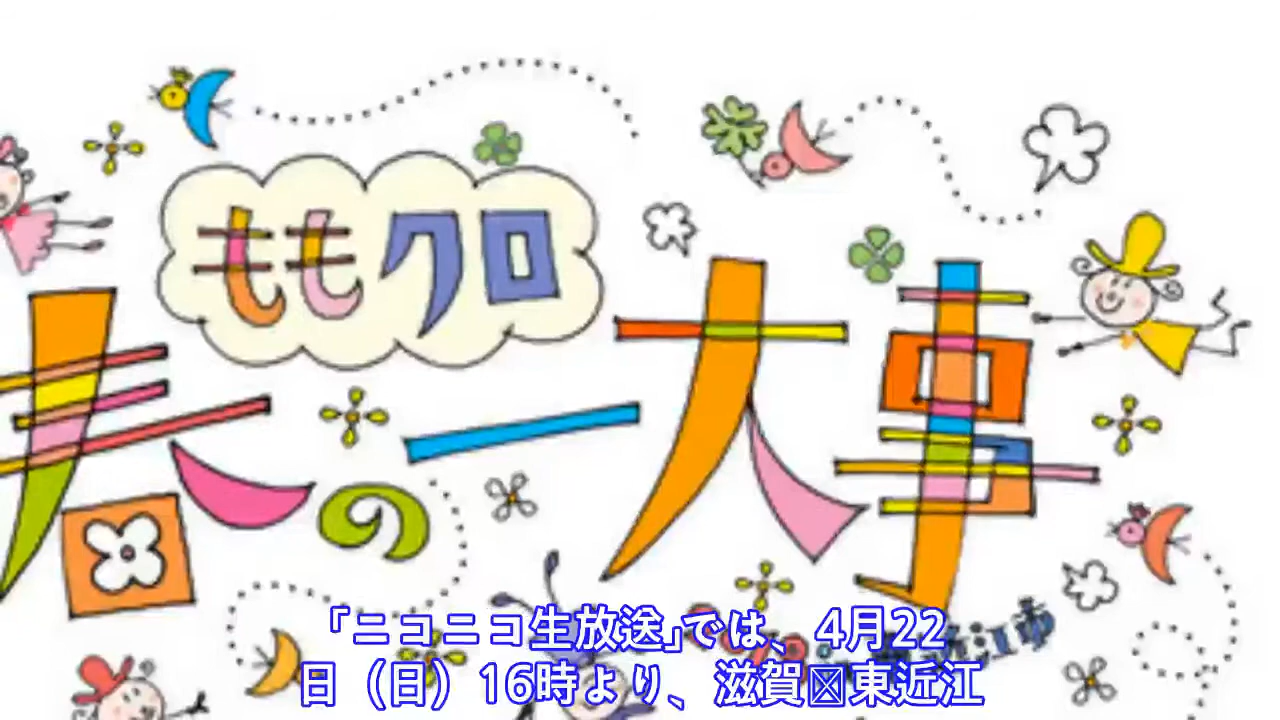 ももクロ
春の一大事
「ニコニコ生放送」では、4月22
日（日）16時より、滋賀〼東近江